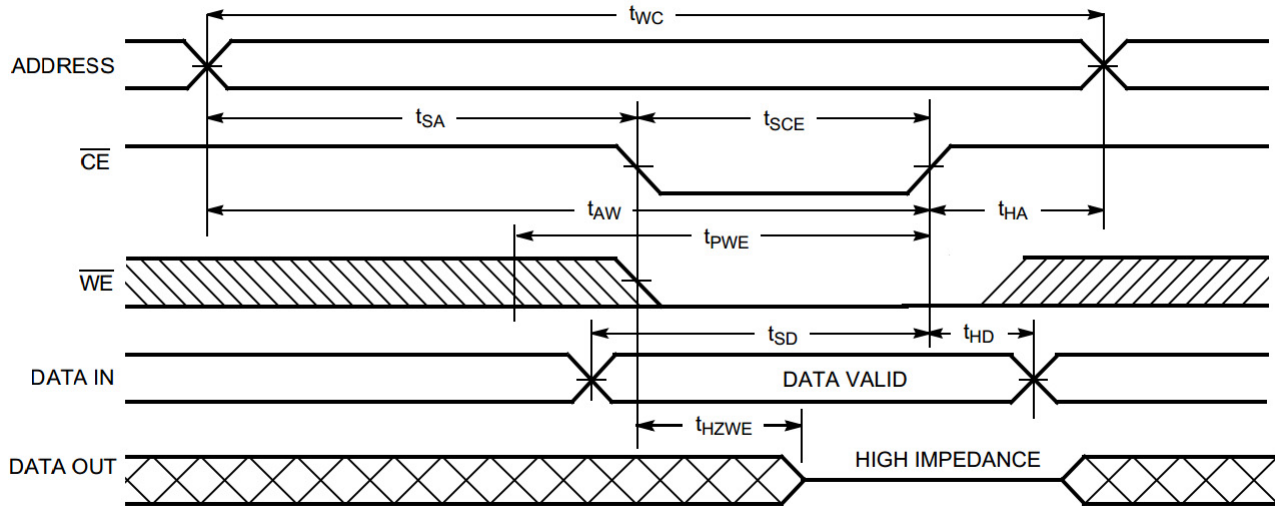 tWC
ADDRESS
tSA
tSCE
CE
tAW
tHA
tPWE
WE
tSD
tHD
DATA IN
DATA VALID
tHZWE
DATA OUT
HIGH IMPEDANCE